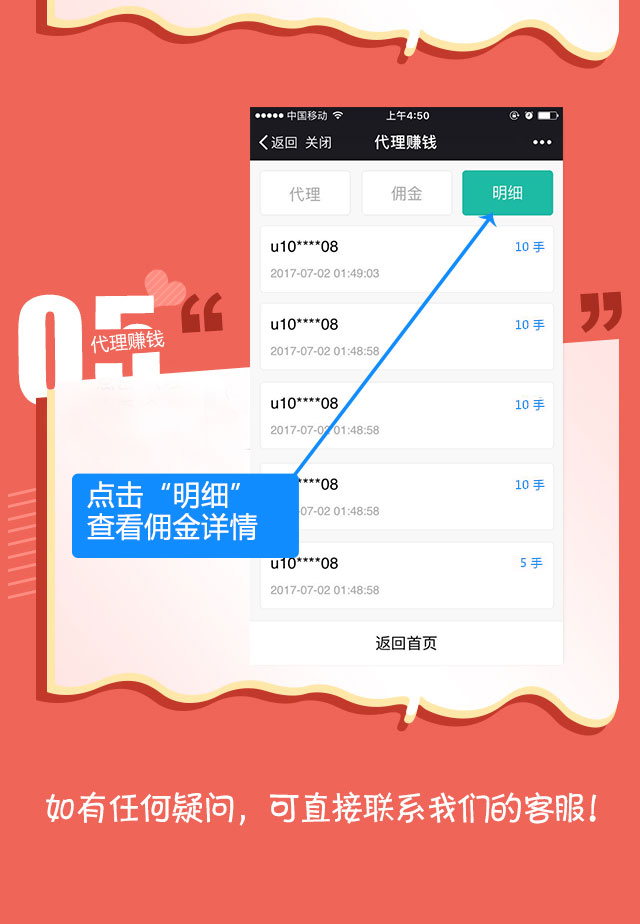 中国移动
上午4:50
返回 关闭
代理赚钱
代理
佣金
明细
u10****08
10 手
2017-07-02 01:49:03
u10****08
10 手
2017-07-02 01:48:58
05
代理赚钱
“
”
u10****08
10 手
2017-07-02 01:48:58
点击“明细”
查看佣金详情
****08
10 手
2017-07-02 01:48:58
u10****08
5 手
2017-07-02 01:48:58
返回首页
如有任何疑问，可直接联系我们的客服！